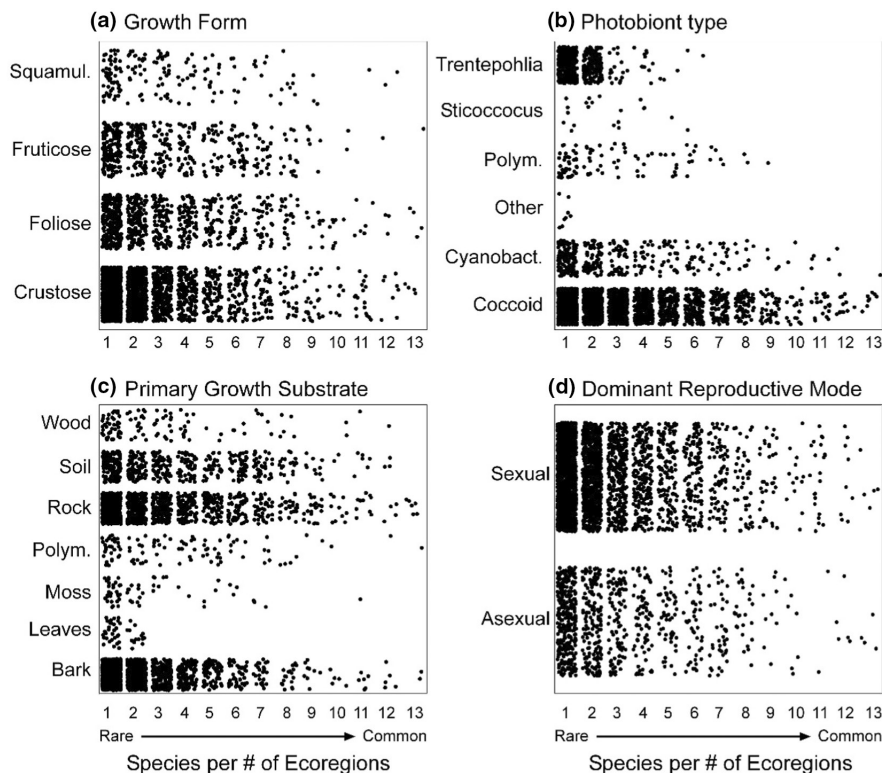 (a) Growth Form
Squamul.
Fruticose
Foliose
Crustose
1 2 3 4 5 6 7 8 9 10 11 12 13
(b) Photobiont type
Trentepohlia
Sticoccocus
Polym.
Other
Cyanobact.
Coccoid
1 2 3 4 5 6 7 8 9 10 11 12 13
(c) Primary Growth Substrate
Wood
Soil
Rock
Polym.
Moss
Leaves
Bark
1 2 3 4 5 6 7 8 9 10 11 12 13
Rare Common
Species per # of Ecoregions
(d) Dominant Reproductive Mode
Sexual
Asexual
1 2 3 4 5 6 7 8 9 10 11 12 13
Rare Common
Species per # of Ecoregions